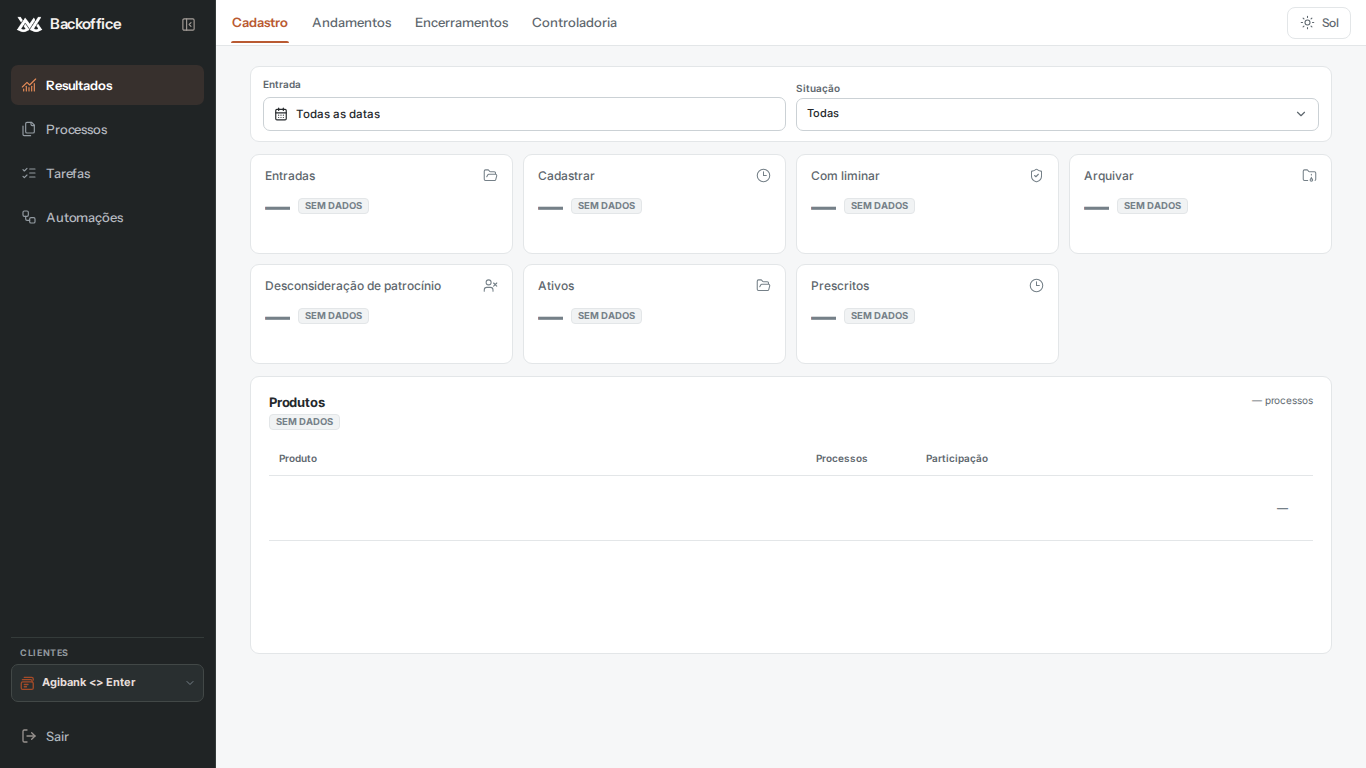 Backoffice
Resultados
Processos
Tarefas
Automações
CLIENTES
Agibank <> Enter
Sair
Cadastro
Andamentos
Encerramentos
Controladoria
Sol
Entrada
Todas as datas
Situação
Todas
Entradas
— SEM DADOS
Cadastrar
— SEM DADOS
Com liminar
— SEM DADOS
Arquivar
— SEM DADOS
Desconsideração de patrocínio
— SEM DADOS
Ativos
— SEM DADOS
Prescritos
— SEM DADOS
Produtos
SEM DADOS
— processos
Produto Processos Participação
—